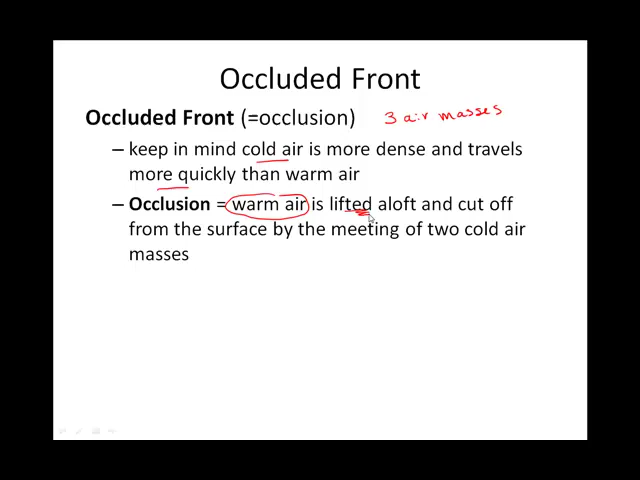 Occluded Front
Occluded Front (=occlusion) 3 air masses
– keep in mind cold air is more dense and travels
more quickly than warm air
– Occlusion = warm air is lifted aloft and cut off
from the surface by the meeting of two cold air
masses